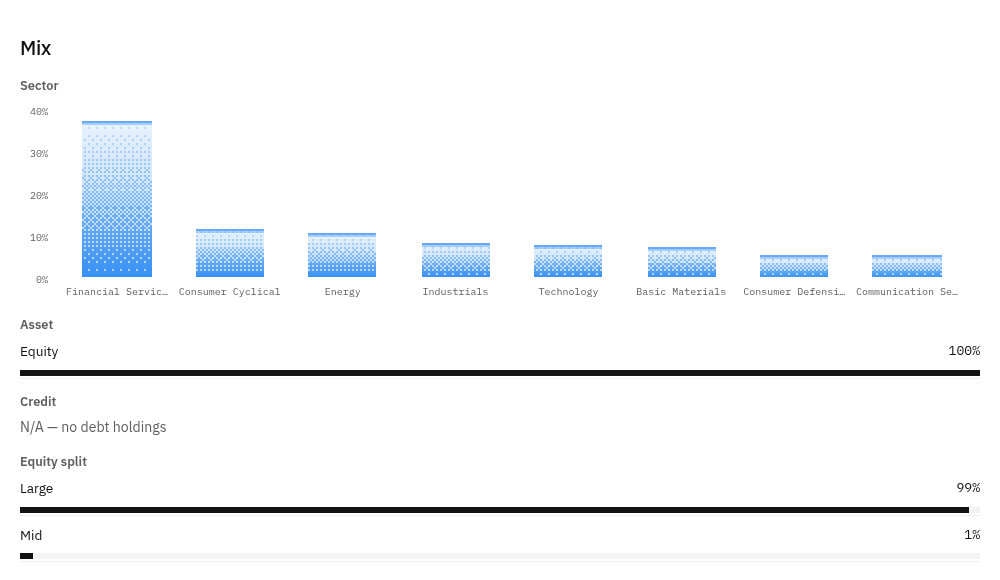 Mix
Sector
40%
30%
20%
10%
0%
Financial Servic… Consumer Cyclical Energy Industrials Technology Basic Materials Consumer Defensi… Communication Se…
Asset
Equity 100%
Credit
N/A — no debt holdings
Equity split
Large 99%
Mid 1%